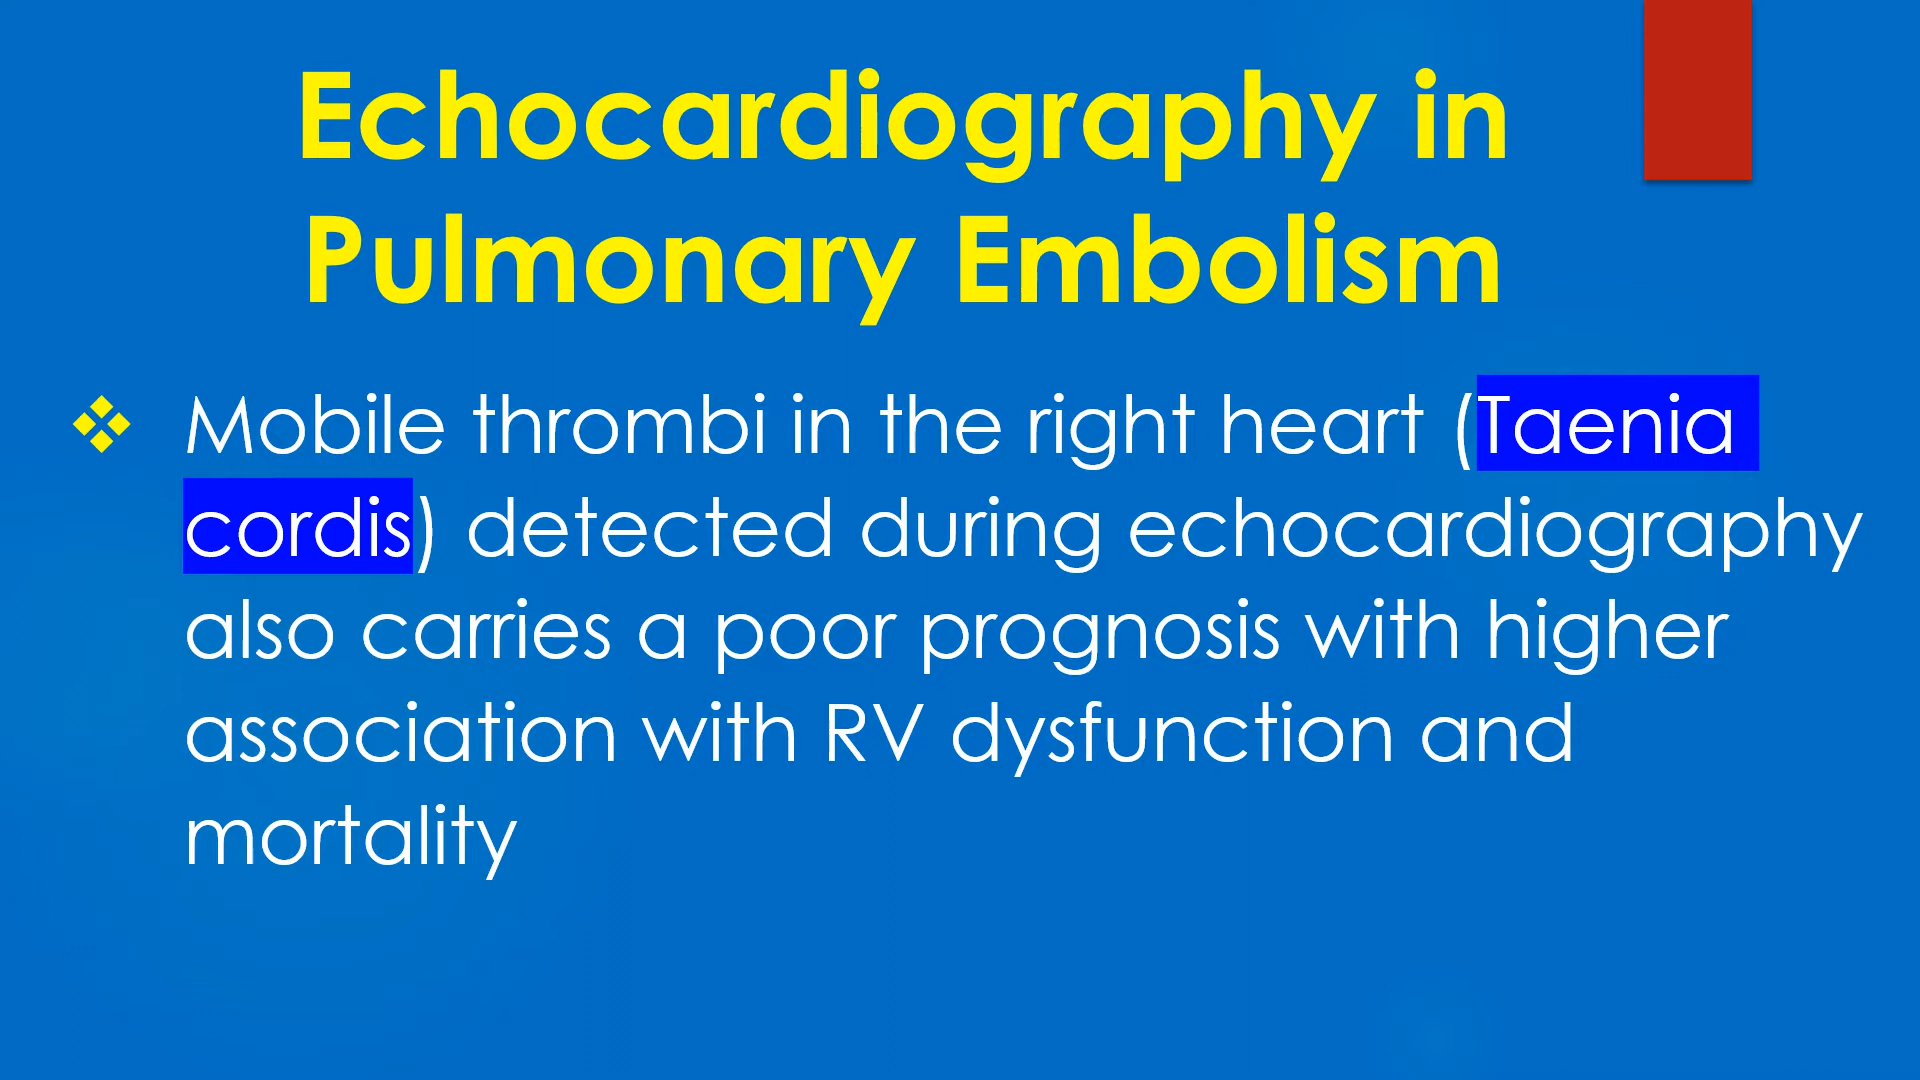 Echocardiography in
Pulmonary Embolism
❖ Mobile thrombi in the right heart (Taenia
cordis) detected during echocardiography
also carries a poor prognosis with higher
association with RV dysfunction and
mortality